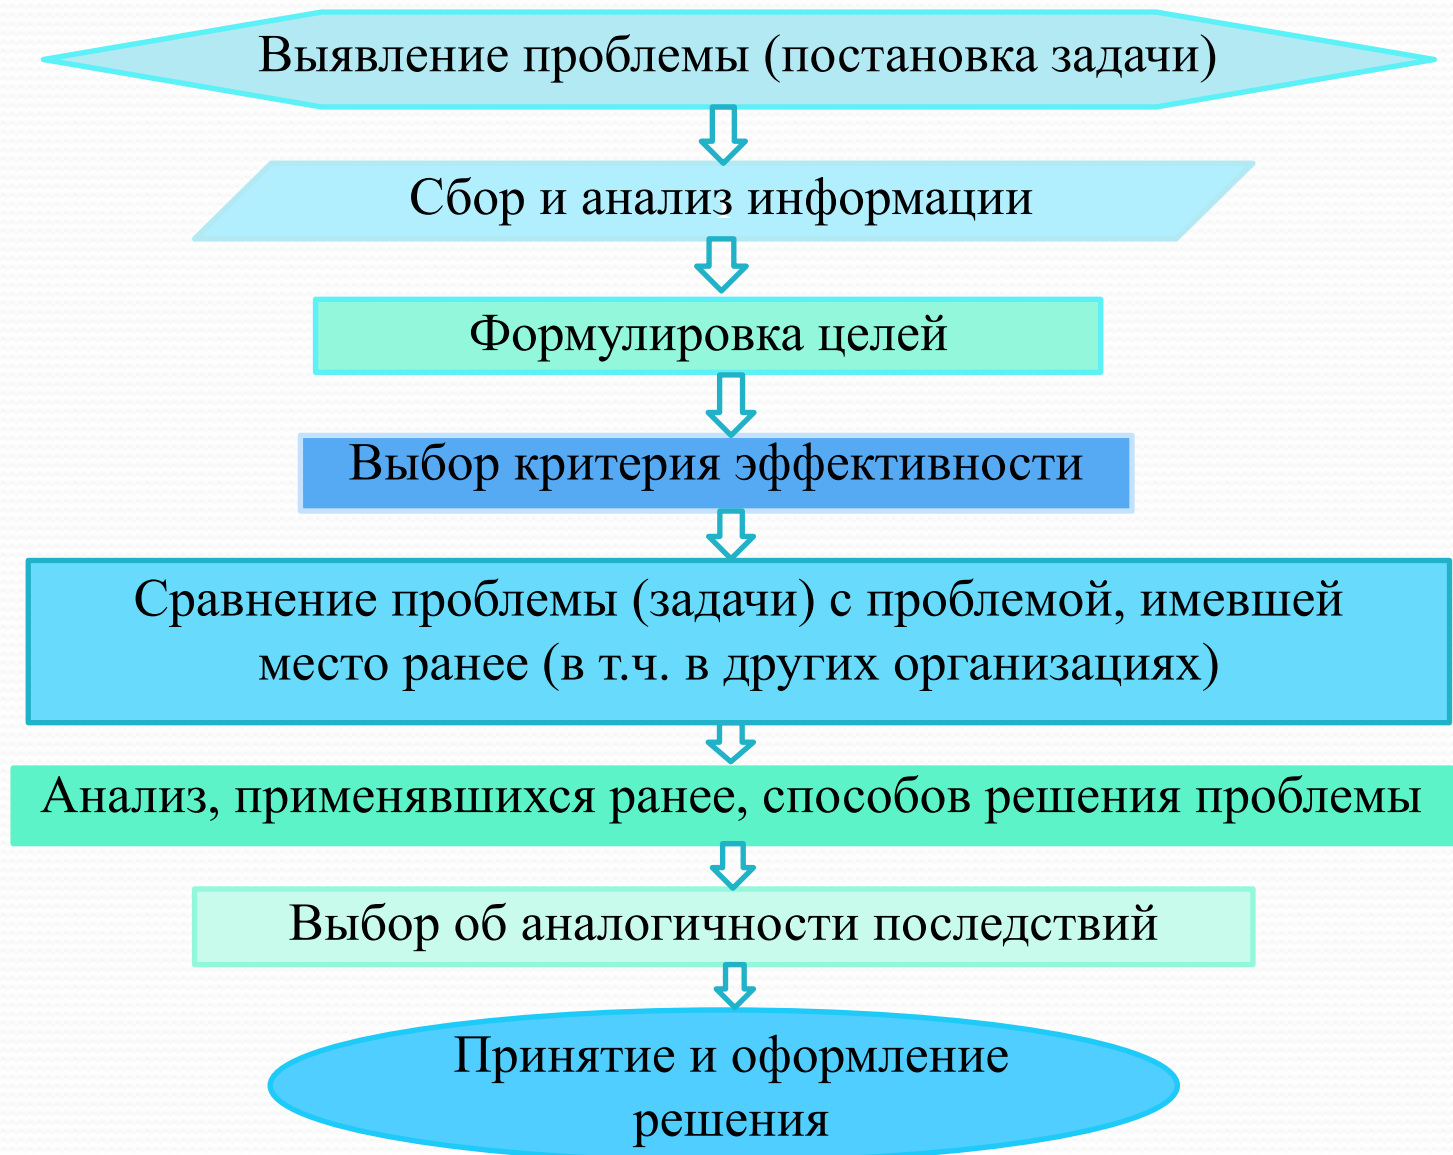 Выявление проблемы (постановка задачи)
Сбор и анализ информации
Формулировка целей
Выбор критерия эффективности
Сравнение проблемы (задачи) с проблемой, имевшей
место ранее (в т.ч. в других организациях)
Анализ, применявшихся ранее, способов решения проблемы
Выбор об аналогичности последствий
Принятие и оформление
решения